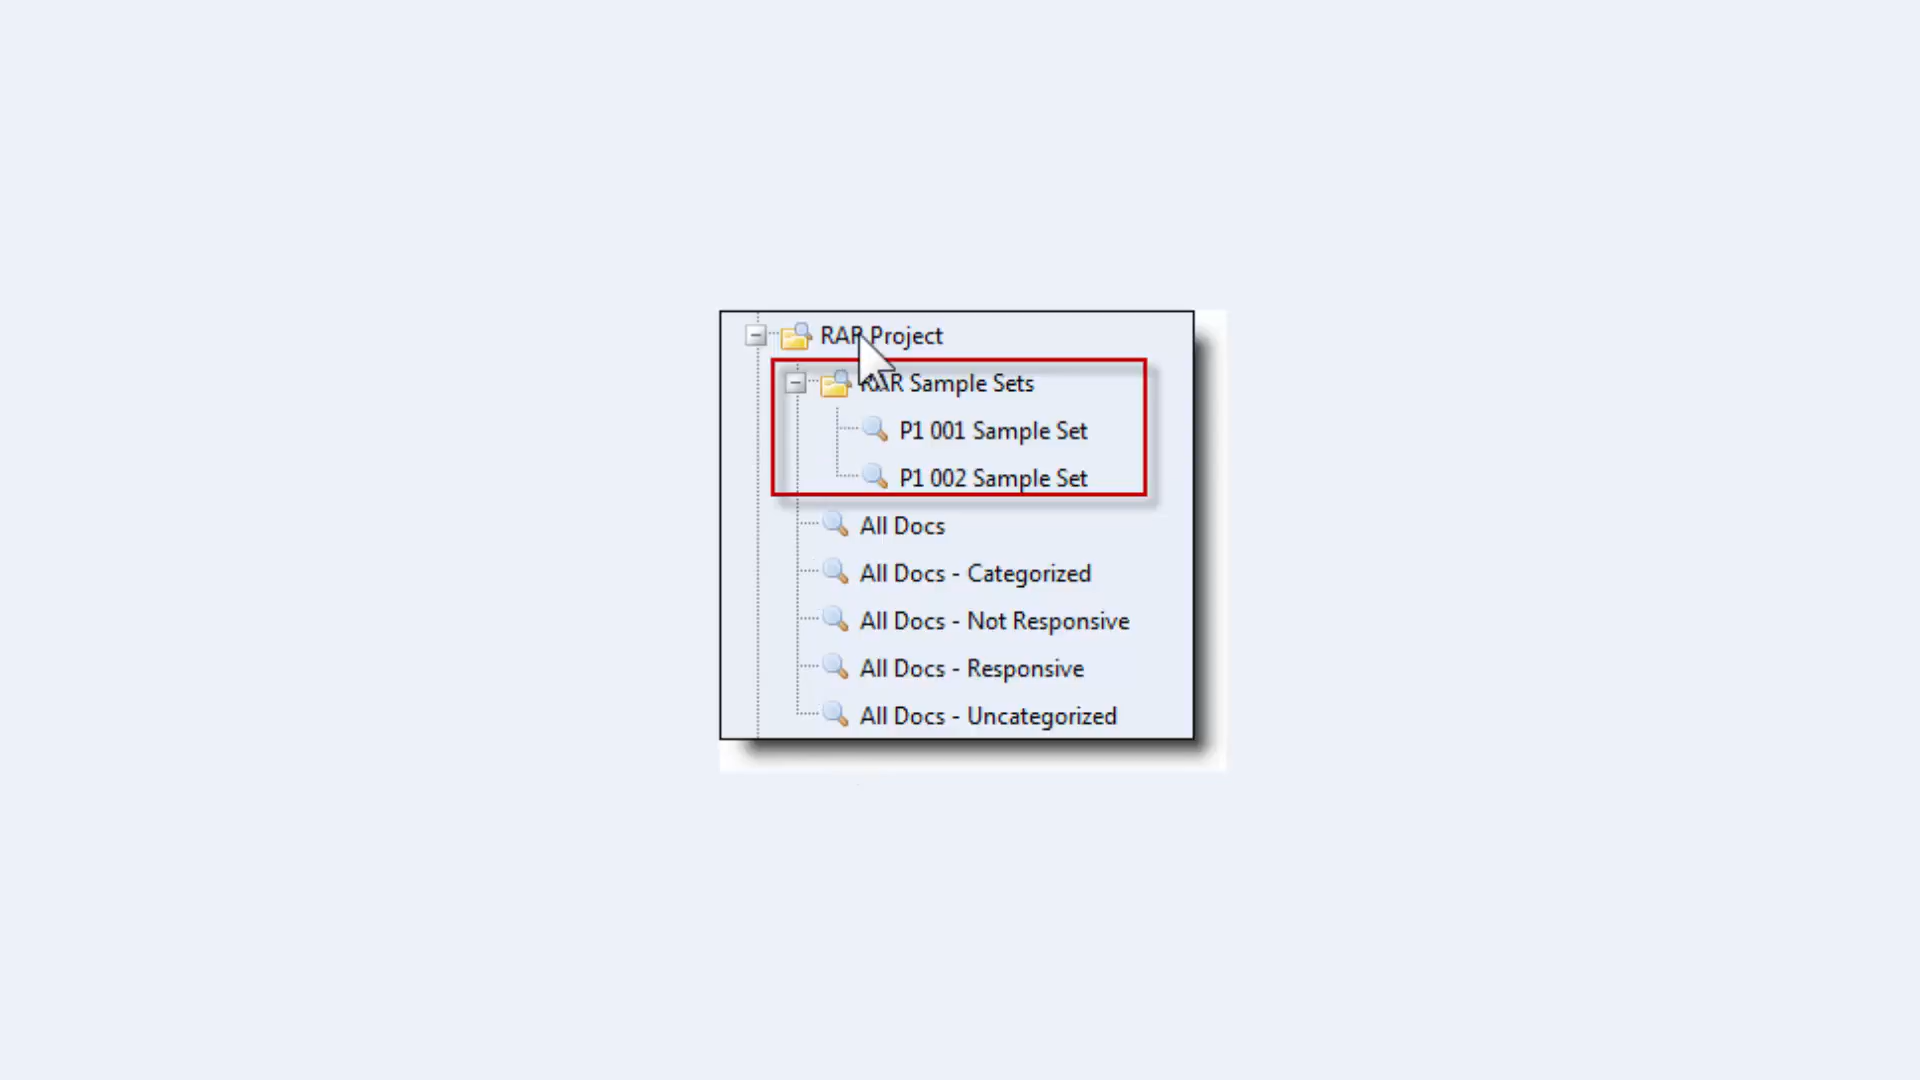 RAR Project
RAR Sample Sets
P1 001 Sample Set
P1 002 Sample Set
All Docs
All Docs - Categorized
All Docs - Not Responsive
All Docs - Responsive
All Docs - Uncategorized